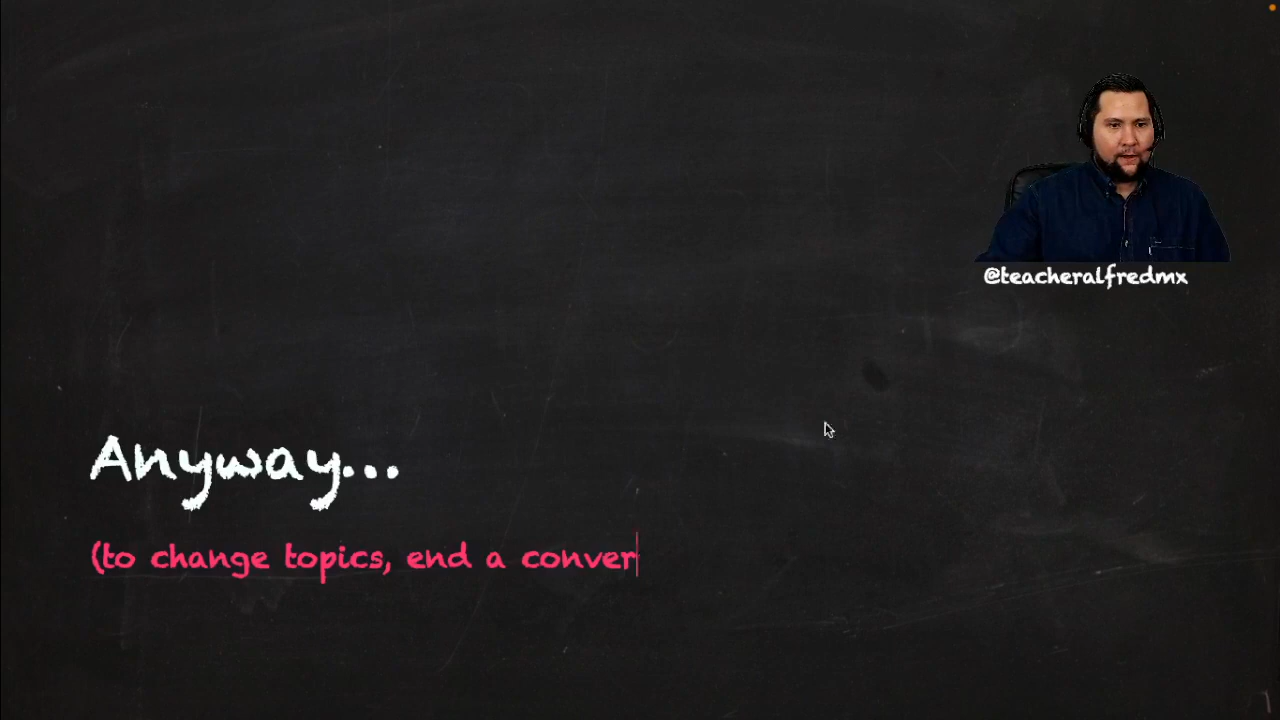 @teacheralfredmx
Anyway...
(to change topics, end a conver